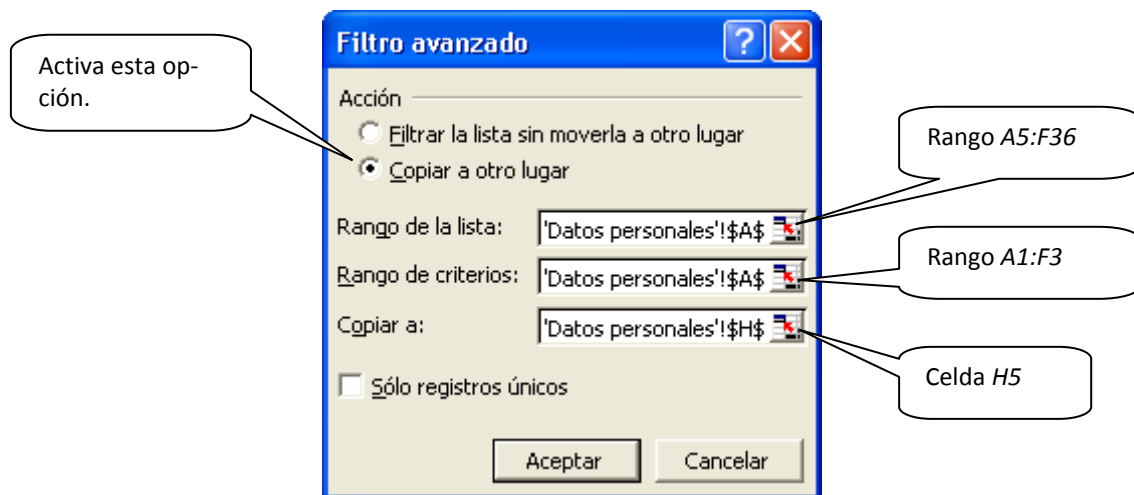 Filtro avanzado
Activa esta op-
ción.
Acción
Filtrar la lista sin moverla a otro lugar
Copiar a otro lugar
Rango A5:F36
Rango de la lista: 'Datos personales'!$A$
Rango de criterios: 'Datos personales'!$A$
Rango A1:F3
Copiar a: 'Datos personales'!$H$
Celda H5
Sólo registros únicos
Aceptar Cancelar